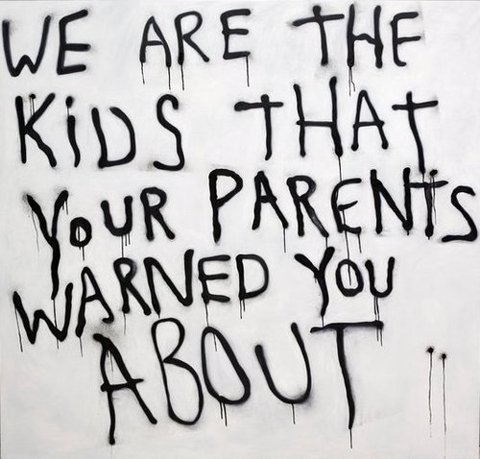 WE ARE THE
KiDS THAT
YoUR PARENTS
WARNED YOU
ABOUT ..